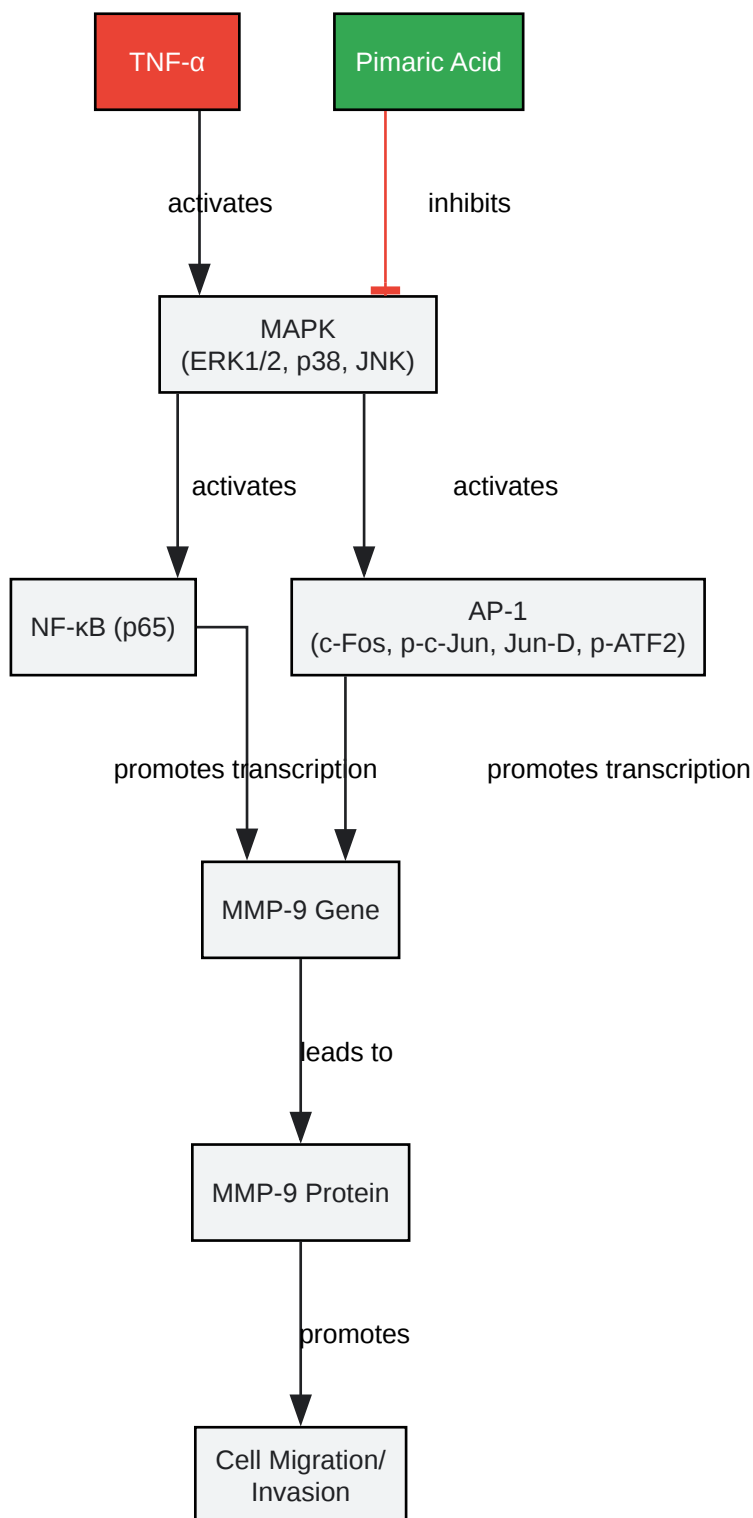 TNF-α
Pimaric Acid
activates
inhibits
MAPK
(ERK1/2, p38, JNK)
activates
activates
NF-κB (p65)
AP-1
(c-Fos, p-c-Jun, Jun-D, p-ATF2)
promotes transcription
promotes transcription
MMP-9 Gene
leads to
MMP-9 Protein
promotes
Cell Migration/
Invasion